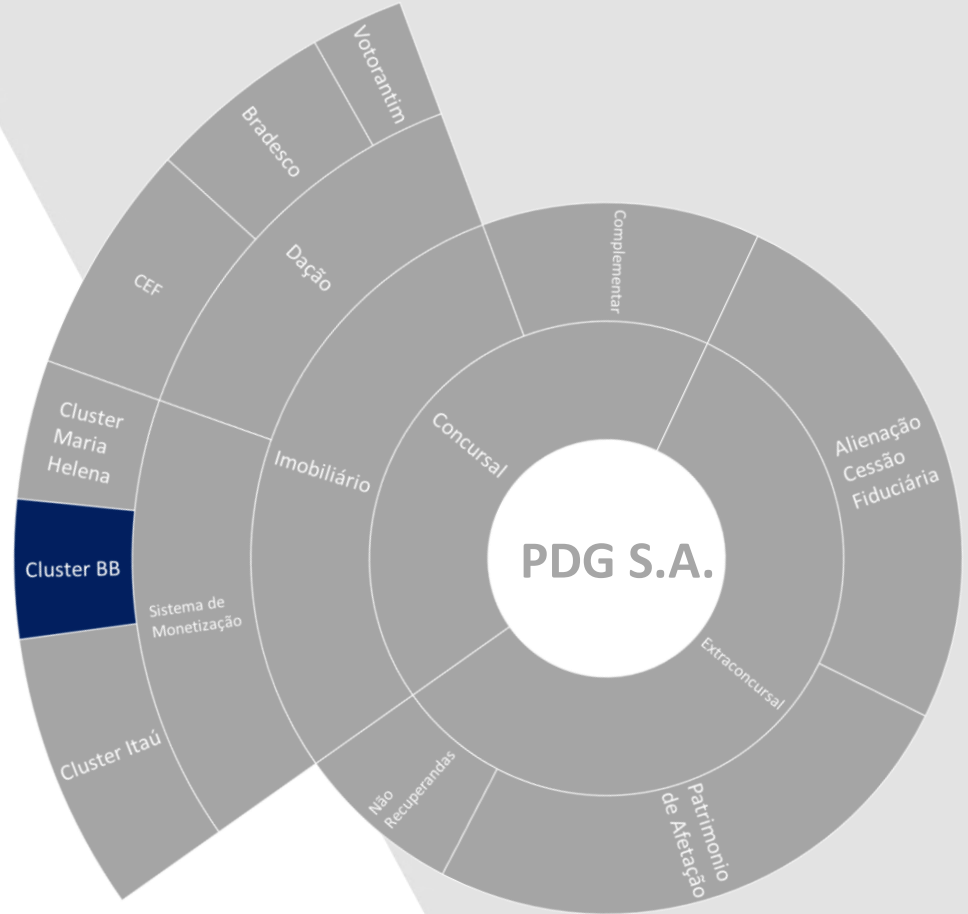 Votorantim
Bradesco
CEF
Dação
Complementar
Cluster
Maria
Helena
Concursal
Imobiliário
Alienação
Cessão
Fiduciária
PDG S.A.
Cluster BB
Sistema de
Monetização
Extraconcursal
Cluster Itaú
Não
Recuperandas
Patrimonio
de Afetação